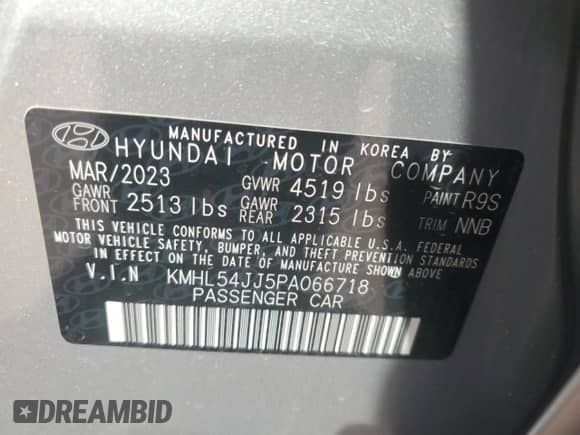 MANUFACTURED IN KOREA BY
HYUNDAI MOTOR COMPANY
MAR/2023 GVWR 4519 lbs PAINT R9S
GAWR FRONT 2513 lbs GAWR REAR 2315 lbs TRIM NNB
THIS VEHICLE CONFORMS TO ALL APPLICABLE U.S.A. FEDERAL
MOTOR VEHICLE SAFETY, BUMPER, AND THEFT PREVENTION STANDARDS
IN EFFECT ON THE DATE OF MANUFACTURE SHOWN ABOVE
V.I.N KMHL54JJ5PA066718
PASSENGER CAR
DREAMBID